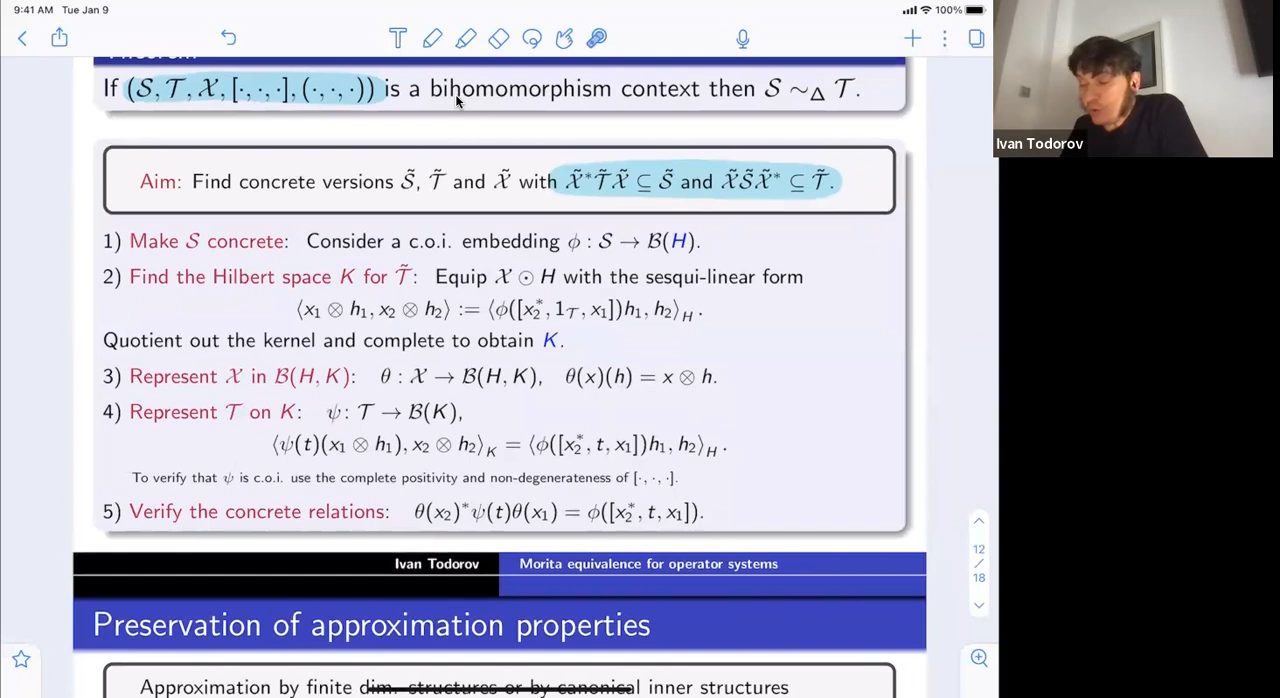 9:41 AM Tue Jan 9
100%
If (𝒮, 𝒯, 𝒳, [·, ·, ·], (·, ·, ·)) is a bihomomorphism context then 𝒮 ∼_Δ 𝒯.
Aim: Find concrete versions 𝒮̃, 𝒯̃ and 𝒳̃ with 𝒳̃*𝒯̃𝒳̃ ⊆ 𝒮̃ and 𝒳̃𝒮̃𝒳̃* ⊆ 𝒯̃.
1) Make 𝒮 concrete: Consider a c.o.i. embedding ϕ : 𝒮 → ℬ(H).
2) Find the Hilbert space K for 𝒯̃: Equip 𝒳 ⊙ H with the sesqui-linear form
⟨x₁ ⊗ h₁, x₂ ⊗ h₂⟩ := ⟨ϕ([x₂*, 1_𝒯, x₁])h₁, h₂⟩_H .
Quotient out the kernel and complete to obtain K.
3) Represent 𝒳 in ℬ(H, K): θ : 𝒳 → ℬ(H, K), θ(x)(h) = x ⊗ h.
4) Represent 𝒯 on K: ψ : 𝒯 → ℬ(K),
⟨ψ(t)(x₁ ⊗ h₁), x₂ ⊗ h₂⟩_K = ⟨ϕ([x₂*, t, x₁])h₁, h₂⟩_H .
To verify that ψ is c.o.i. use the complete positivity and non-degenerateness of [·, ·, ·].
5) Verify the concrete relations: θ(x₂)*ψ(t)θ(x₁) = ϕ([x₂*, t, x₁]).
Ivan Todorov Morita equivalence for operator systems
Preservation of approximation properties
Approximation by finite dim. structures or by canonical inner structures
12
/
18
Ivan Todorov